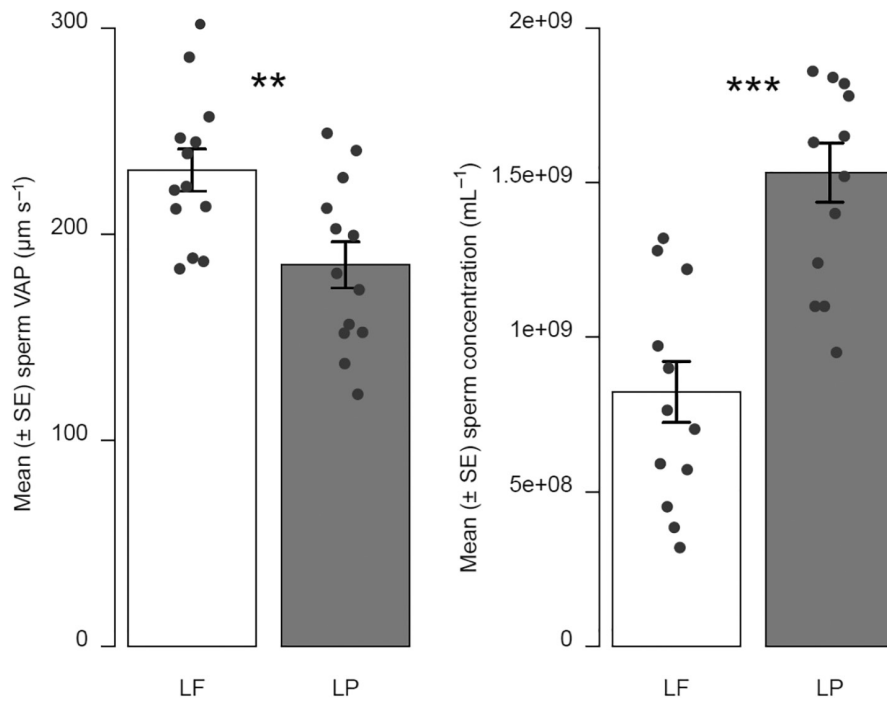 Mean (± SE) sperm VAP (μm s⁻¹)
300
200
100
0
**
LF
LP
Mean (± SE) sperm concentration (mL⁻¹)
2e+09
1.5e+09
1e+09
5e+08
0
***
LF
LP